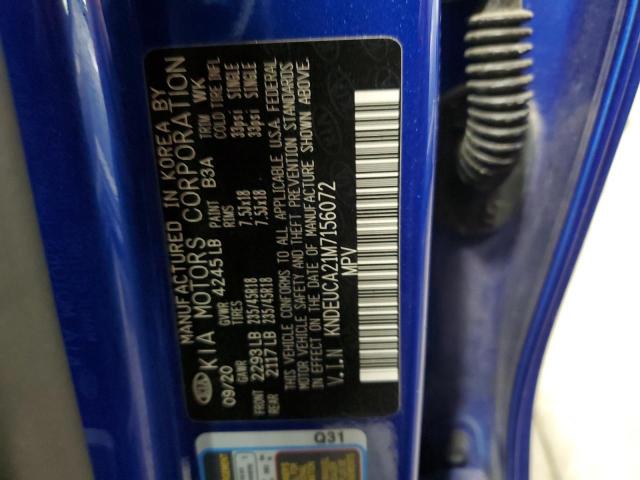 MANUFACTURED IN KOREA BY
KIA MOTORS CORPORATION
09/20 GVWR 4245LB PAINT B3A TRIM WK
GAWR TIRES RIMS COLD TIRE INFL
FRONT 2293LB 235/45R18 7.5Jx18 33psi SINGLE
REAR 2117LB 235/45R18 7.5Jx18 33psi SINGLE
THIS VEHICLE CONFORMS TO ALL APPLICABLE U.S.A. FEDERAL
MOTOR VEHICLE SAFETY AND THEFT PREVENTION STANDARDS
IN EFFECT ON THE DATE OF MANUFACTURE SHOWN ABOVE.
V.I.N KNDEUCA21M7156072
MPV
Q31